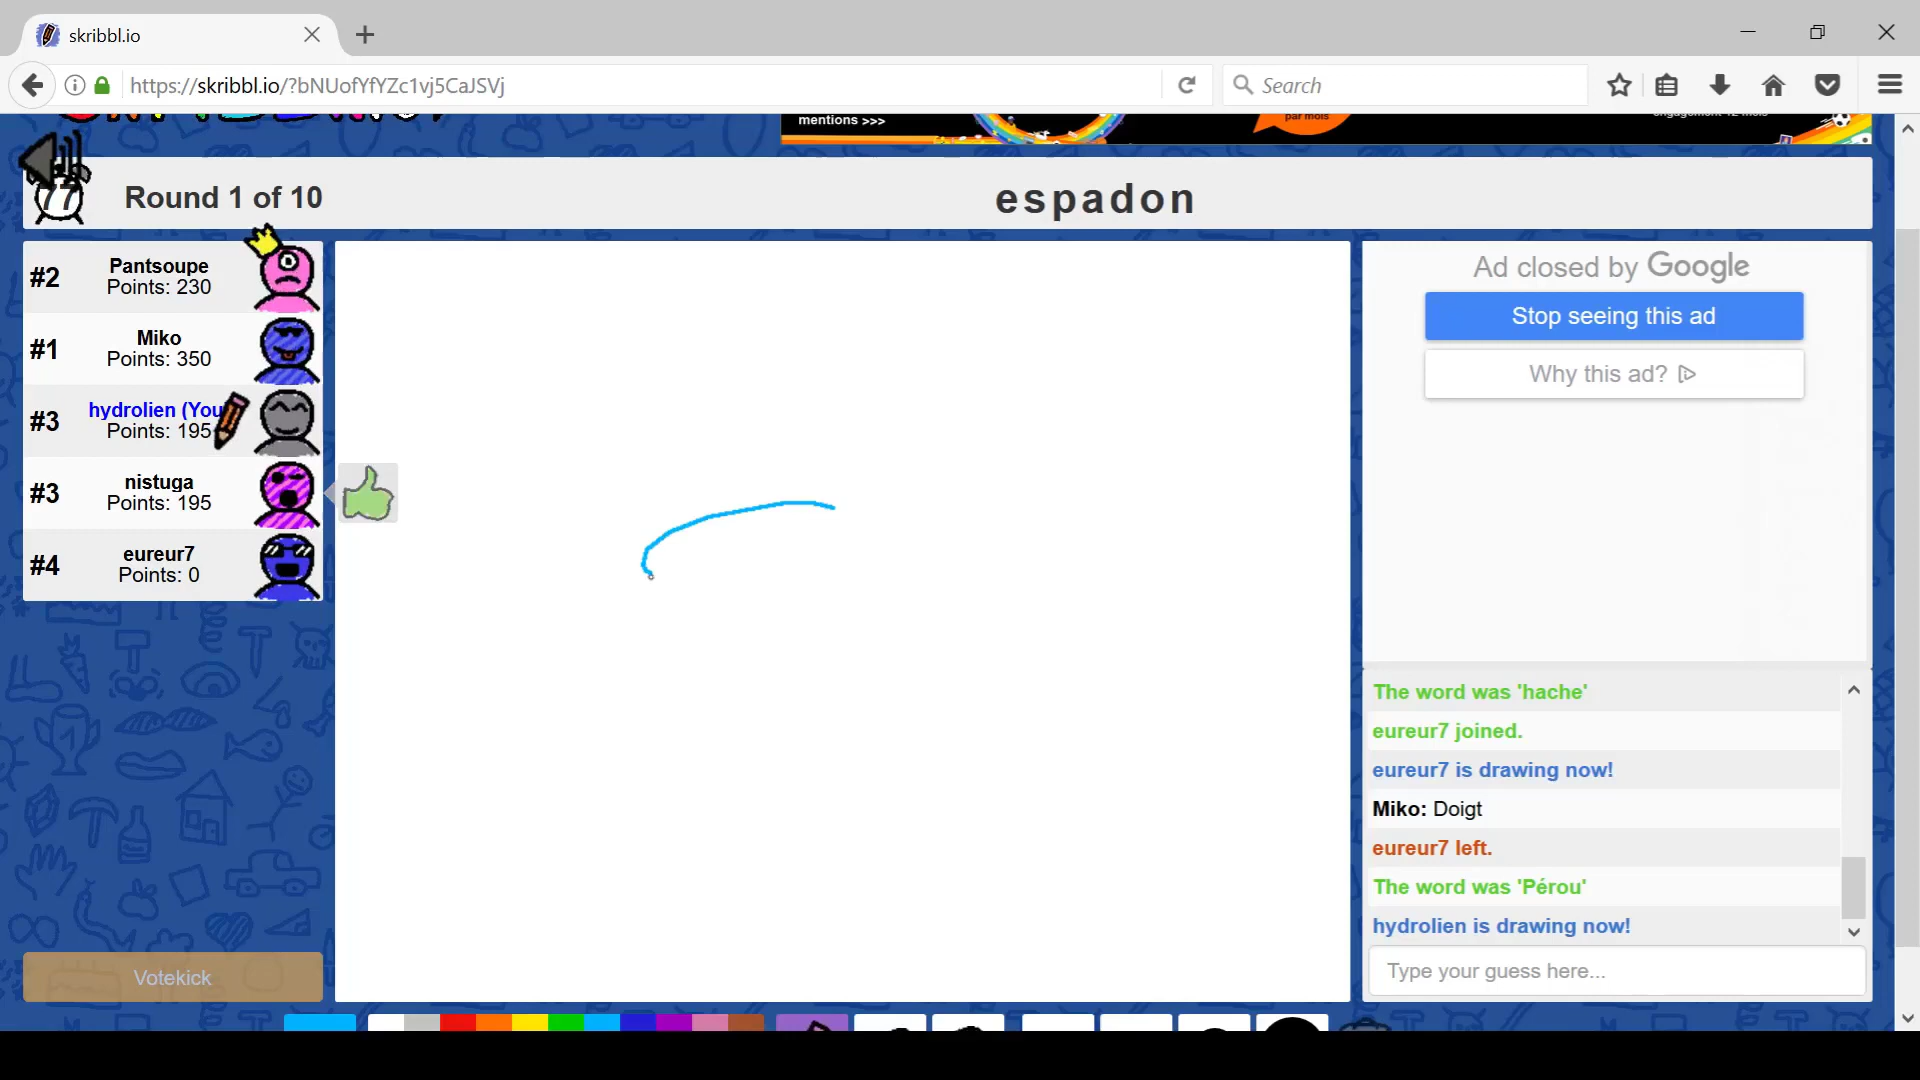 skribbl.io
https://skribbl.io/?bNUofYfYZc1vj5CaJSVj
Search
mentions >>>
par mois
77
Round 1 of 10
espadon
#2
Pantsoupe
Points: 230
#1
Miko
Points: 350
#3
hydrolien (You
Points: 195
#3
nistuga
Points: 195
#4
eureur7
Points: 0
Votekick
Ad closed by Google
Stop seeing this ad
Why this ad?
The word was 'hache'
eureur7 joined.
eureur7 is drawing now!
Miko: Doigt
eureur7 left.
The word was 'Pérou'
hydrolien is drawing now!
Type your guess here...